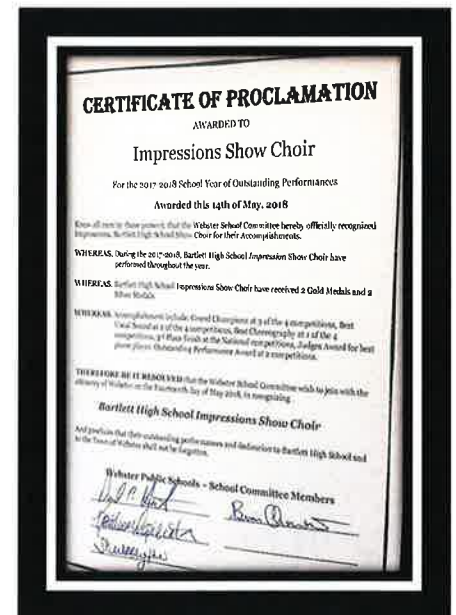 CERTIFICATE OF PROCLAMATION
AWARDED TO
Impressions Show Choir
For the 2017-2018 School Year of Outstanding Performances
Awarded this 14th of May, 2018
Know all men by these present, that the Webster School Committee hereby officially recognized
Impressions, Bartlett High School Show Choir for their Accomplishments.
WHEREAS, During the 2017-2018, Bartlett High School Impression Show Choir have
performed throughout the year.
WHEREAS, Bartlett High School Impressions Show Choir have received 2 Gold Medals and 2
Silver Medals
WHEREAS, Accomplishment include: Grand Champions at 3 of the 4 competitions, Best
Vocal Sound at 2 of the 4 competitions, Best Choreography at 1 of the 4
competitions, 3rd Place finish at the National competitions, Judges Award for best
Outstanding Performance Award at 2 competitions.
THEREFORE BE IT RESOLVED that the Webster School Committee wish to join with the
citizenry of Webster on the Fourteenth day of May 2018, in recognizing
Bartlett High School Impressions Show Choir
And proclaim that their outstanding performances and dedication to Bartlett High School and
to the Town of Webster shall not be forgotten.
Webster Public Schools - School Committee Members